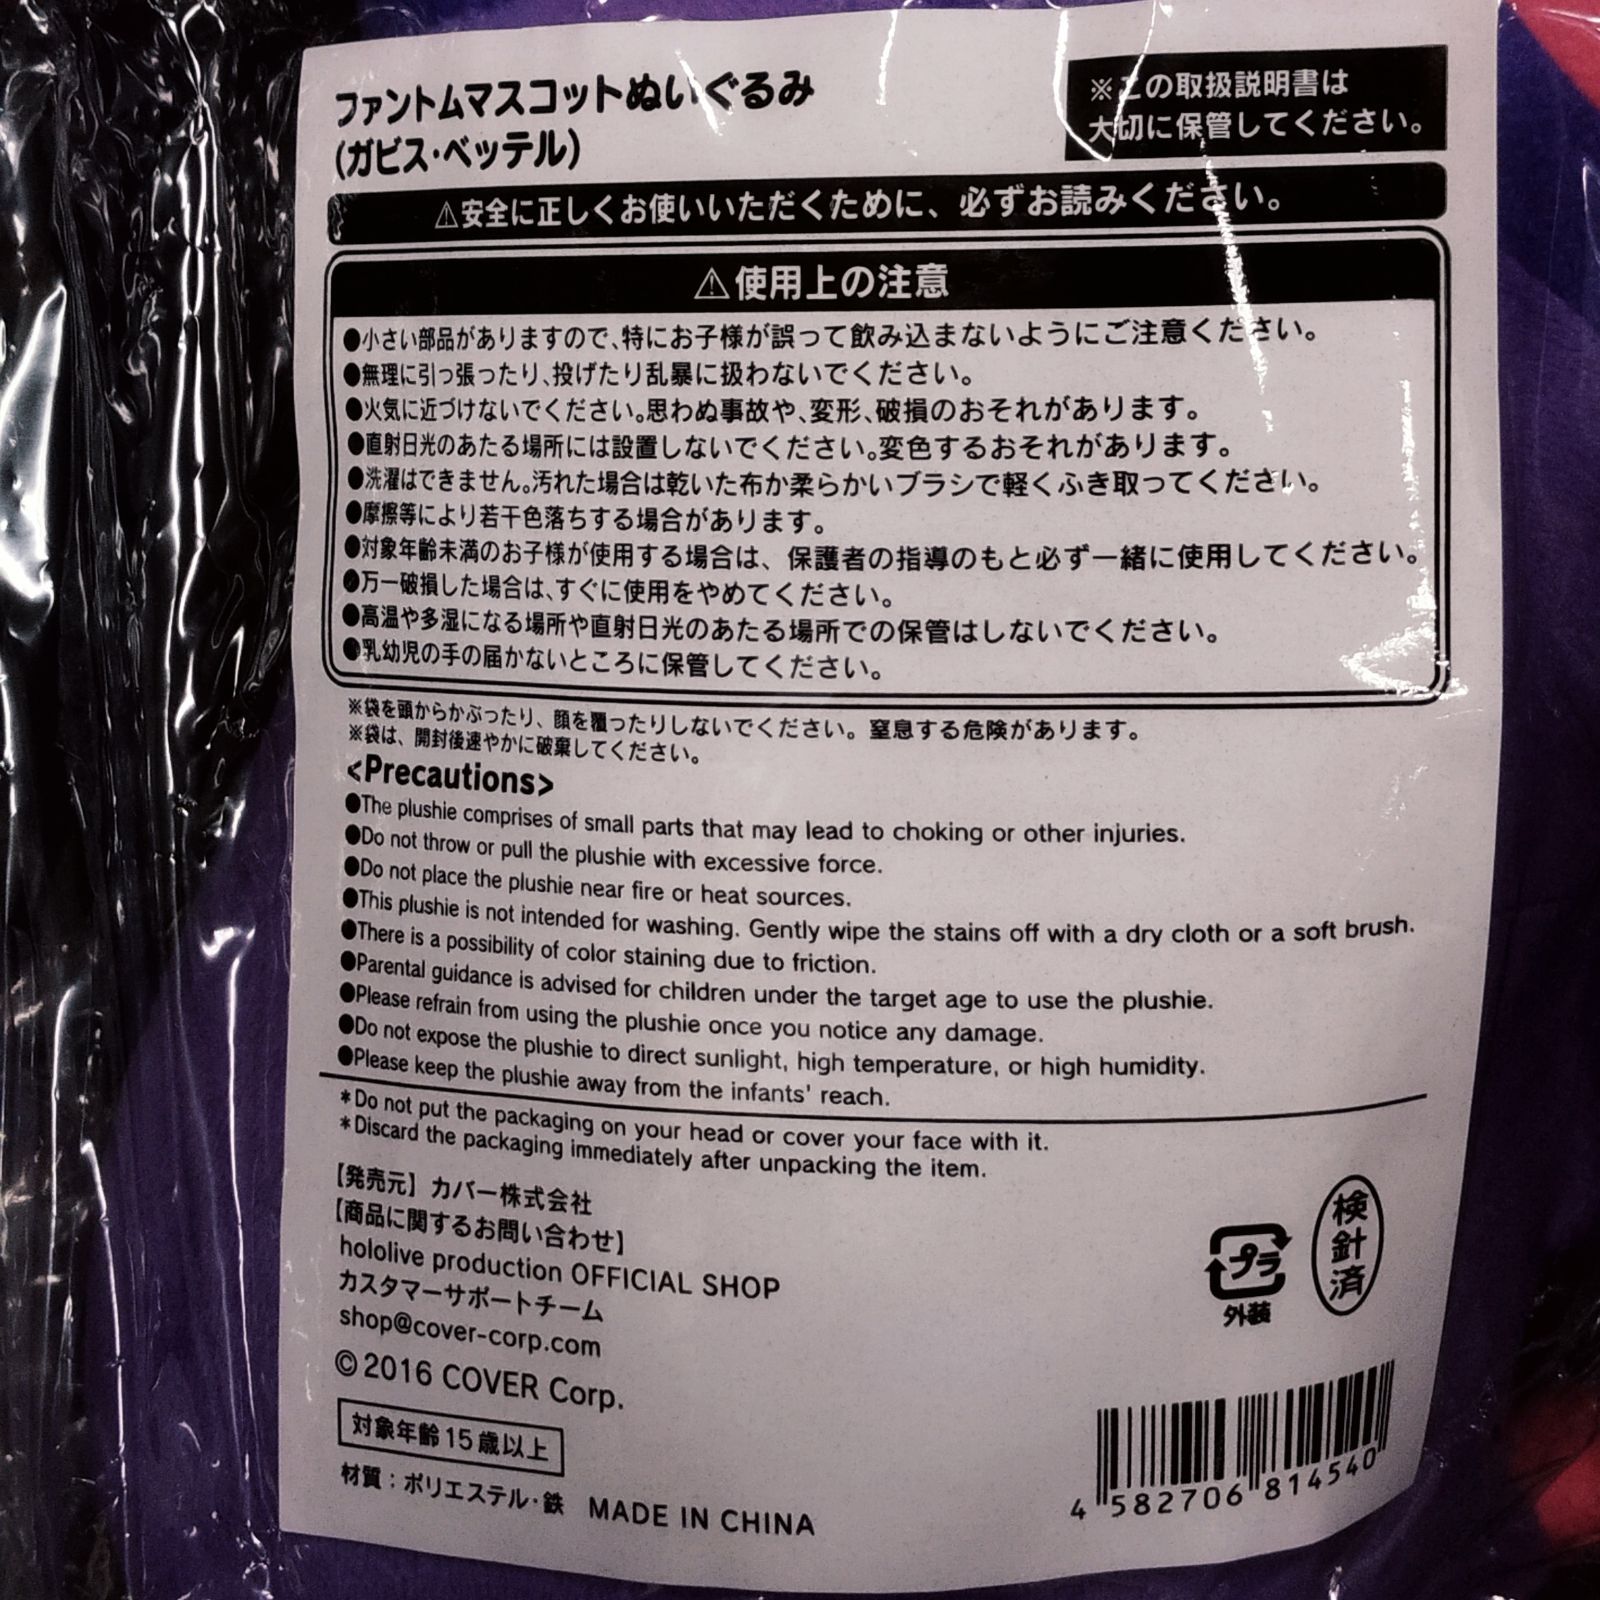 ファントムマスコットぬいぐるみ
(ガビス・ベッテル)
※この取扱説明書は
大切に保管してください。
⚠安全に正しくお使いいただくために、必ずお読みください。
⚠使用上の注意
●小さい部品がありますので、特にお子様が誤って飲み込まないようにご注意ください。
●無理に引っ張ったり、投げたり乱暴に扱わないでください。
●火気に近づけないでください。思わぬ事故や、変形、破損のおそれがあります。
●直射日光のあたる場所には設置しないでください。変色するおそれがあります。
●洗濯はできません。汚れた場合は乾いた布か柔らかいブラシで軽くふき取ってください。
●摩擦等により若干色落ちする場合があります。
●対象年齢未満のお子様が使用する場合は、保護者の指導のもと必ず一緒に使用してください。
●万一破損した場合は、すぐに使用をやめてください。
●高温や多湿になる場所や直射日光のあたる場所での保管はしないでください。
●乳幼児の手の届かないところに保管してください。
※袋を頭からかぶったり、顔を覆ったりしないでください。窒息する危険があります。
※袋は、開封後速やかに破棄してください。
<Precautions>
●The plushie comprises of small parts that may lead to choking or other injuries.
●Do not throw or pull the plushie with excessive force.
●Do not place the plushie near fire or heat sources.
●This plushie is not intended for washing. Gently wipe the stains off with a dry cloth or a soft brush.
●There is a possibility of color staining due to friction.
●Parental guidance is advised for children under the target age to use the plushie.
●Please refrain from using the plushie once you notice any damage.
●Do not expose the plushie to direct sunlight, high temperature, or high humidity.
●Please keep the plushie away from the infants' reach.
*Do not put the packaging on your head or cover your face with it.
*Discard the packaging immediately after unpacking the item.
【発売元】カバー株式会社
【商品に関するお問い合わせ】
hololive production OFFICIAL SHOP
カスタマーサポートチーム
shop@cover-corp.com
© 2016 COVER Corp.
対象年齢15歳以上
材質：ポリエステル・鉄 MADE IN CHINA
プラ
外装
検針済
4 582706 814540